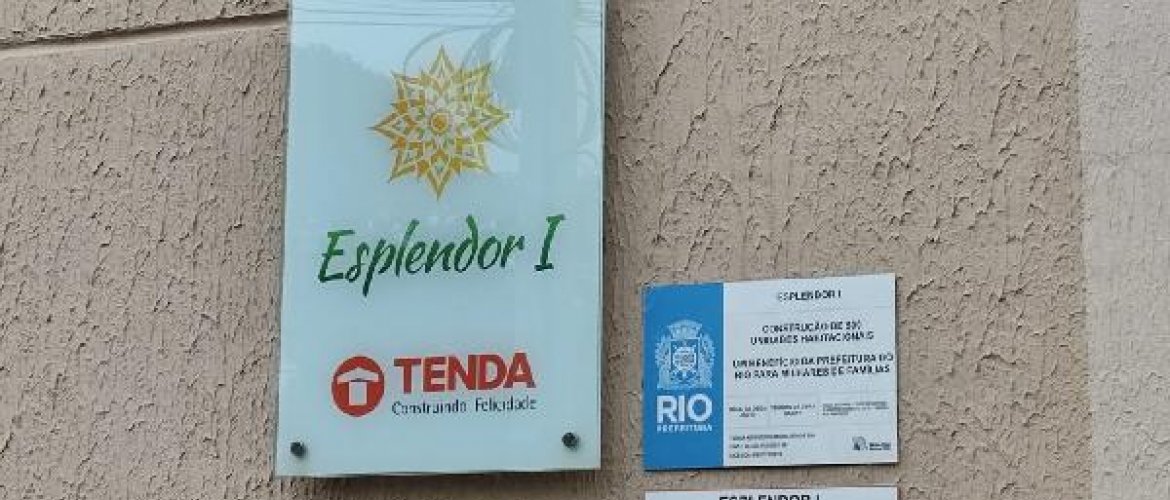 Esplendor I
TENDA
Construindo Felicidade
ESPLENDOR I
CONSTRUÇÃO DE 500
UNIDADES HABITACIONAIS
UM BENEFÍCIO DA PREFEITURA DO
RIO PARA MILHARES DE FAMÍLIAS
RIO
PREFEITURA
ESPLENDOR I